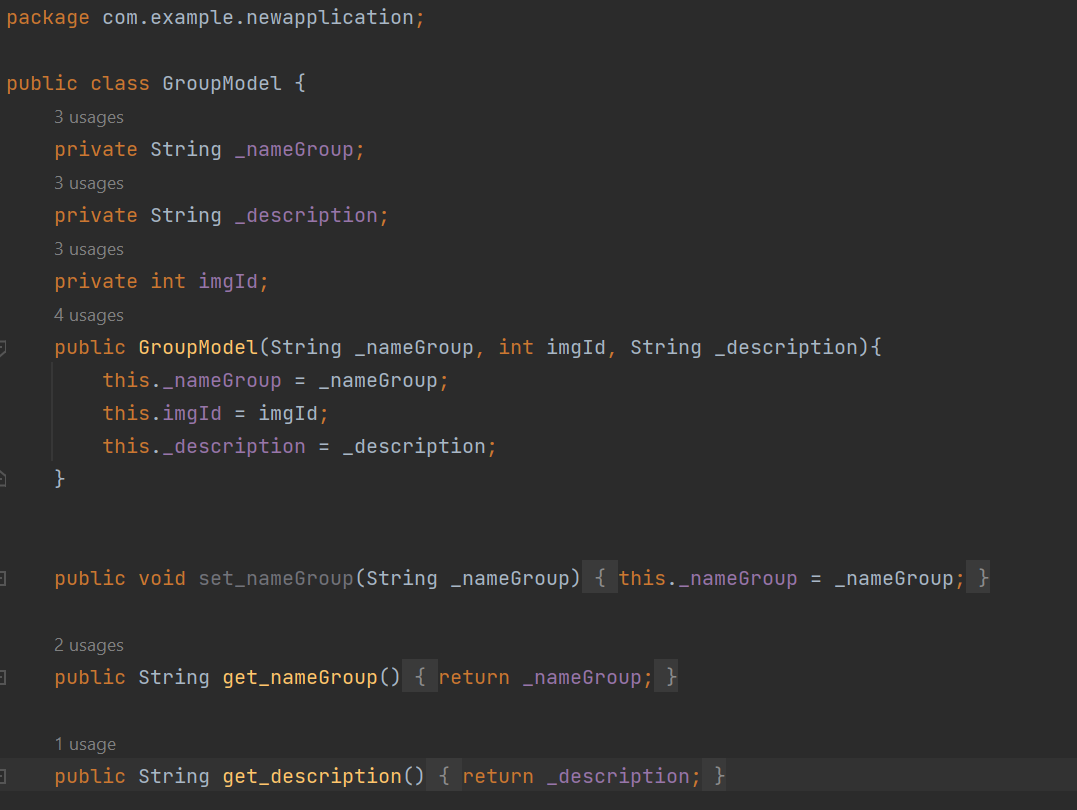 package com.example.newapplication;
public class GroupModel {
3 usages
private String _nameGroup;
3 usages
private String _description;
3 usages
private int imgId;
4 usages
public GroupModel(String _nameGroup, int imgId, String _description){
this._nameGroup = _nameGroup;
this.imgId = imgId;
this._description = _description;
}
public void set_nameGroup(String _nameGroup) { this._nameGroup = _nameGroup; }
2 usages
public String get_nameGroup() { return _nameGroup; }
1 usage
public String get_description() { return _description; }